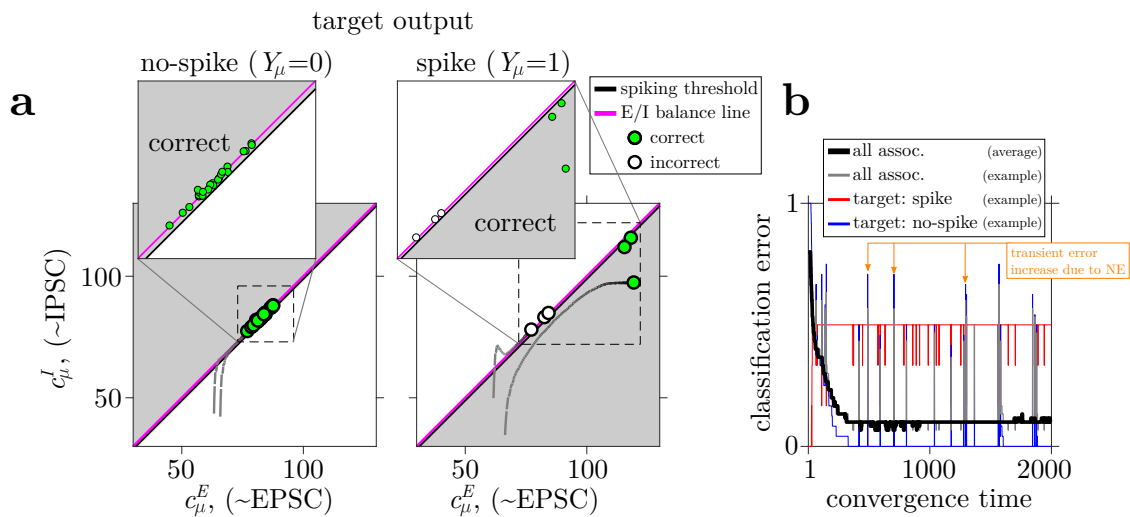 target output
no-spike (Yμ=0)
spike (Yμ=1)
a
correct
correct
spiking threshold
E/I balance line
correct
incorrect
100
50
c_μ^I, (~IPSC)
50
100
c_μ^E, (~EPSC)
50
100
c_μ^E, (~EPSC)
b
all assoc. (average)
all assoc. (example)
target: spike (example)
target: no-spike (example)
transient error
increase due to NE
1
0
classification error
1
1000
2000
convergence time